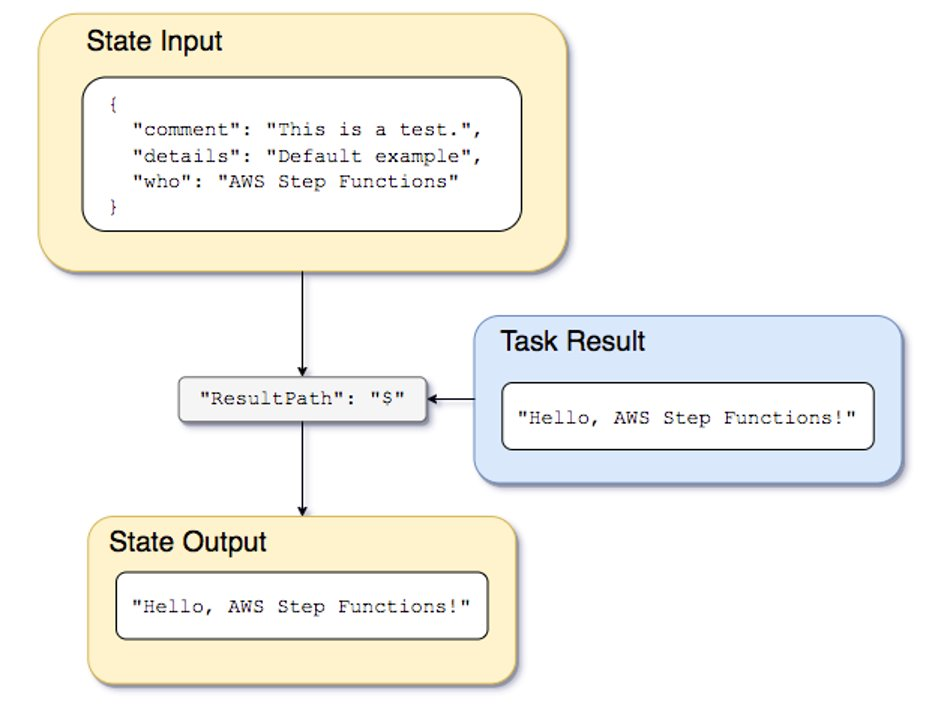 State Input
{
  "comment": "This is a test.",
  "details": "Default example",
  "who": "AWS Step Functions"
}
Task Result
"ResultPath": "$"
"Hello, AWS Step Functions!"
State Output
"Hello, AWS Step Functions!"